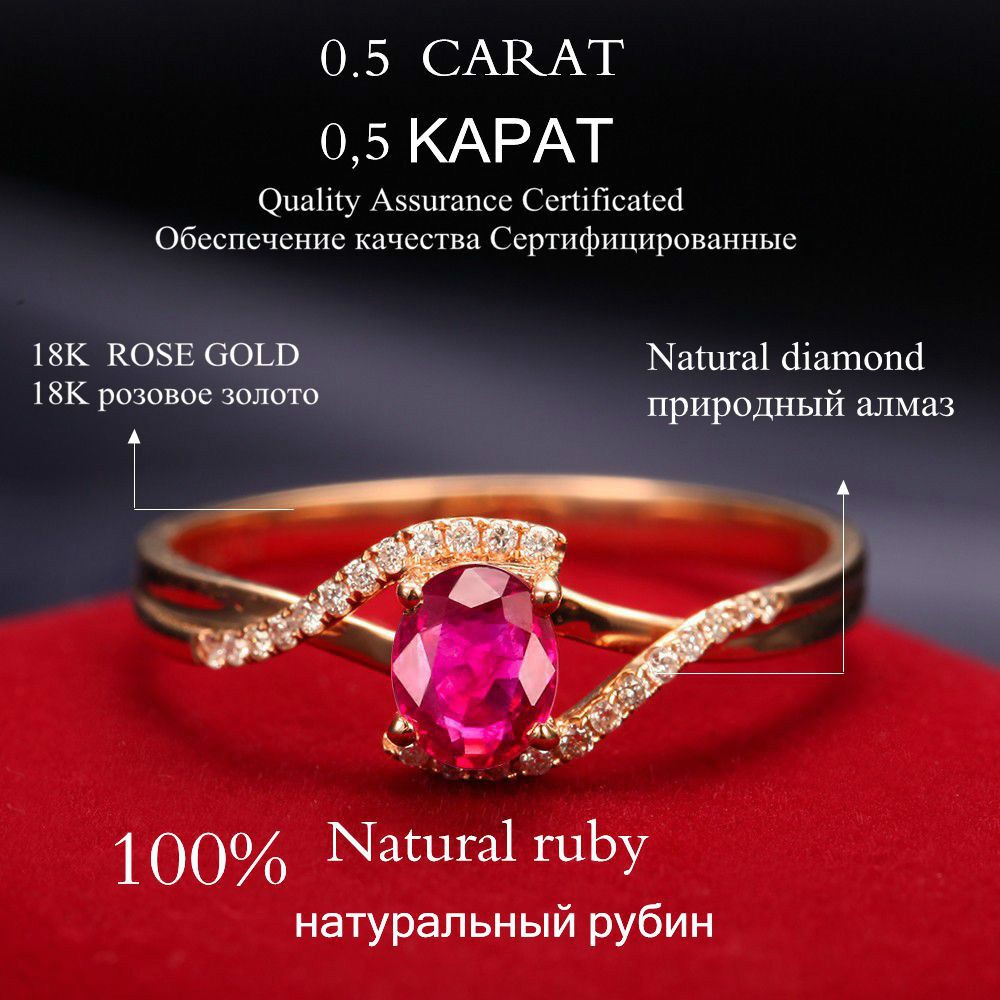 0.5 CARAT
0,5 КАРАТ
Quality Assurance Certificated
Обеспечение качества Сертифицированные
18K ROSE GOLD
18K розовое золото
Natural diamond
природный алмаз
100% Natural ruby
натуральный рубин